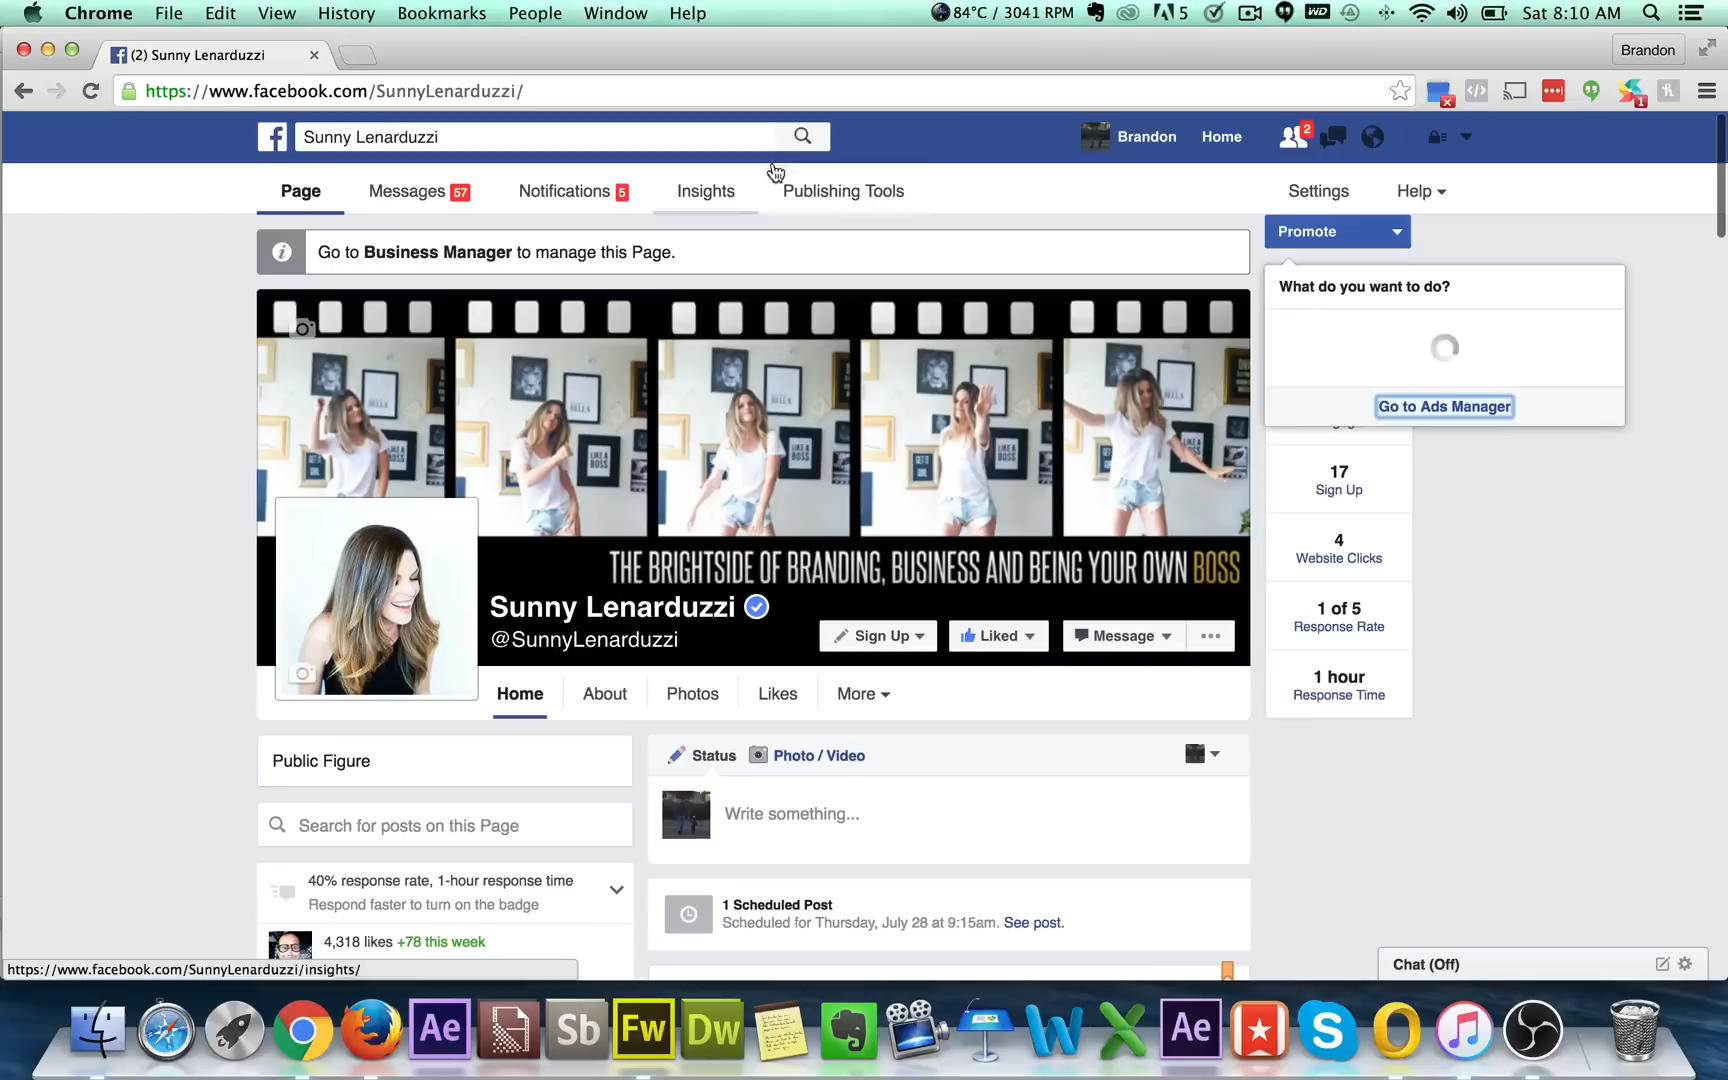 Chrome File Edit View History Bookmarks People Window Help 84°C / 3041 RPM 5 Sat 8:10 AM
(2) Sunny Lenarduzzi Brandon
https://www.facebook.com/SunnyLenarduzzi/
Sunny Lenarduzzi Brandon Home 2
Page Messages 57 Notifications 5 Insights Publishing Tools Settings Help
Promote
Go to Business Manager to manage this Page.
What do you want to do?
Go to Ads Manager
17
Sign Up
4
Website Clicks
1 of 5
Response Rate
1 hour
Response Time
THE BRIGHTSIDE OF BRANDING, BUSINESS AND BEING YOUR OWN BOSS
Sunny Lenarduzzi
@SunnyLenarduzzi
Sign Up Liked Message
Home About Photos Likes More
Public Figure
Status Photo / Video
Write something...
Search for posts on this Page
40% response rate, 1-hour response time
Respond faster to turn on the badge
1 Scheduled Post
Scheduled for Thursday, July 28 at 9:15am. See post.
4,318 likes +78 this week
https://www.facebook.com/SunnyLenarduzzi/insights/
Chat (Off)
Ae Sb Fw Dw Ae